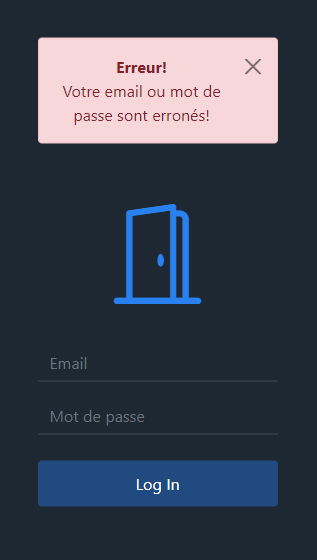 Erreur!
Votre email ou mot de
passe sont erronés!
Email
Mot de passe
Log In